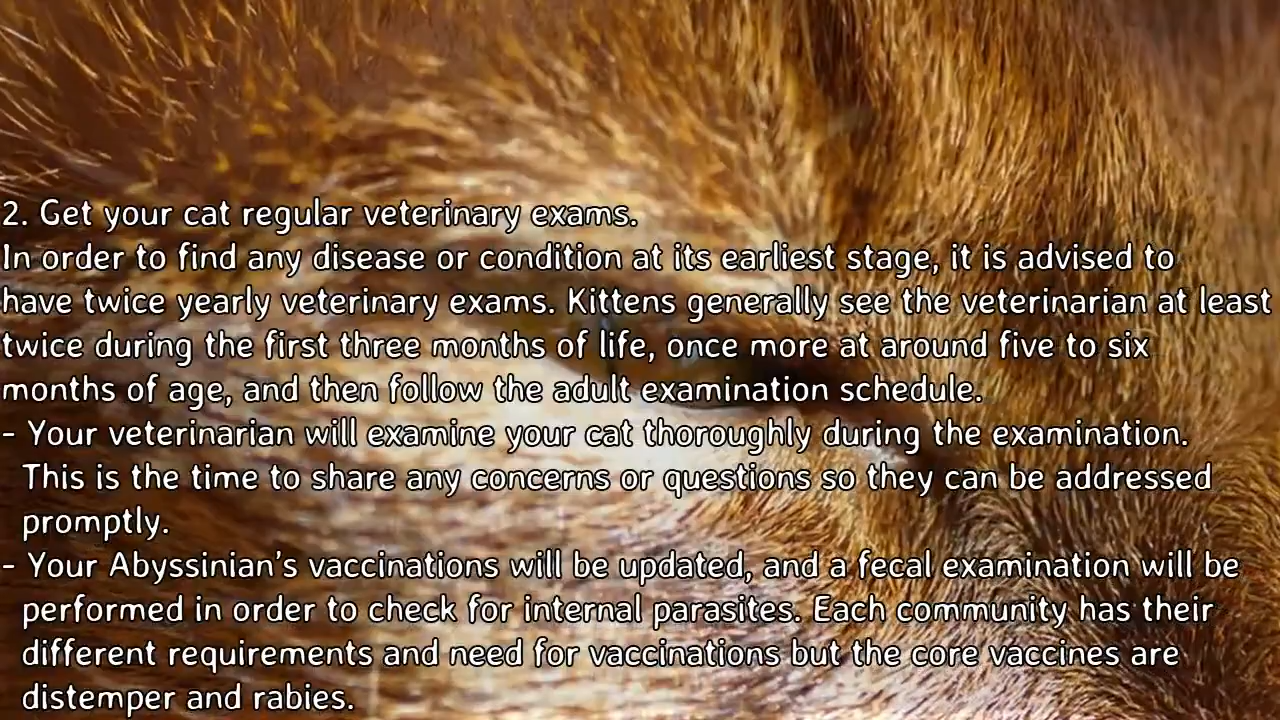 2. Get your cat regular veterinary exams.
In order to find any disease or condition at its earliest stage, it is advised to
have twice yearly veterinary exams. Kittens generally see the veterinarian at least
twice during the first three months of life, once more at around five to six
months of age, and then follow the adult examination schedule.
- Your veterinarian will examine your cat thoroughly during the examination.
This is the time to share any concerns or questions so they can be addressed
promptly.
- Your Abyssinian's vaccinations will be updated, and a fecal examination will be
performed in order to check for internal parasites. Each community has their
different requirements and need for vaccinations but the core vaccines are
distemper and rabies.